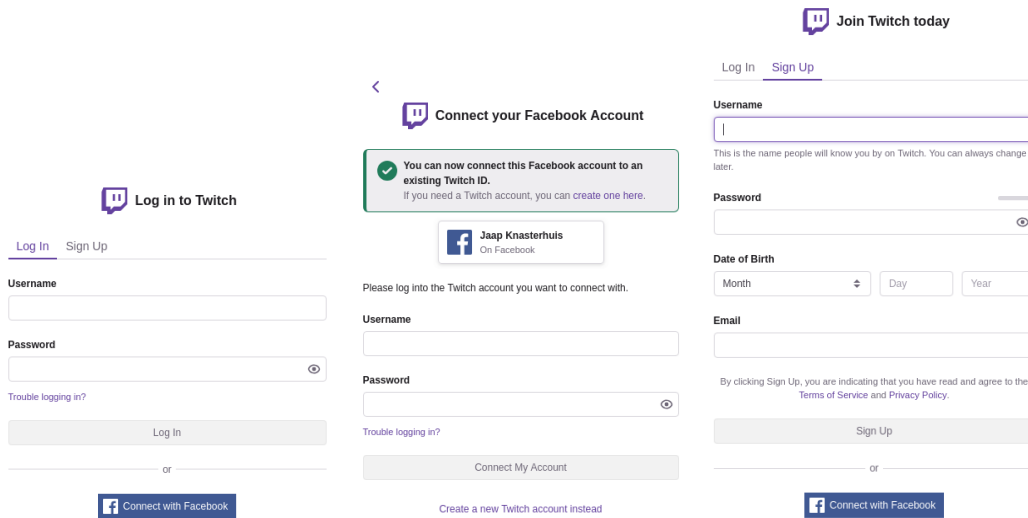 Log in to Twitch
Log In
Sign Up
Username
Password
Trouble logging in?
Log In
or
Connect with Facebook
Connect your Facebook Account
You can now connect this Facebook account to an
existing Twitch ID.
If you need a Twitch account, you can create one here.
Jaap Knasterhuis
On Facebook
Please log into the Twitch account you want to connect with.
Username
Password
Trouble logging in?
Connect My Account
Create a new Twitch account instead
Join Twitch today
Log In
Sign Up
Username
This is the name people will know you by on Twitch. You can always change
later.
Password
Date of Birth
Month
Day
Year
Email
By clicking Sign Up, you are indicating that you have read and agree to the
Terms of Service and Privacy Policy.
Sign Up
or
Connect with Facebook